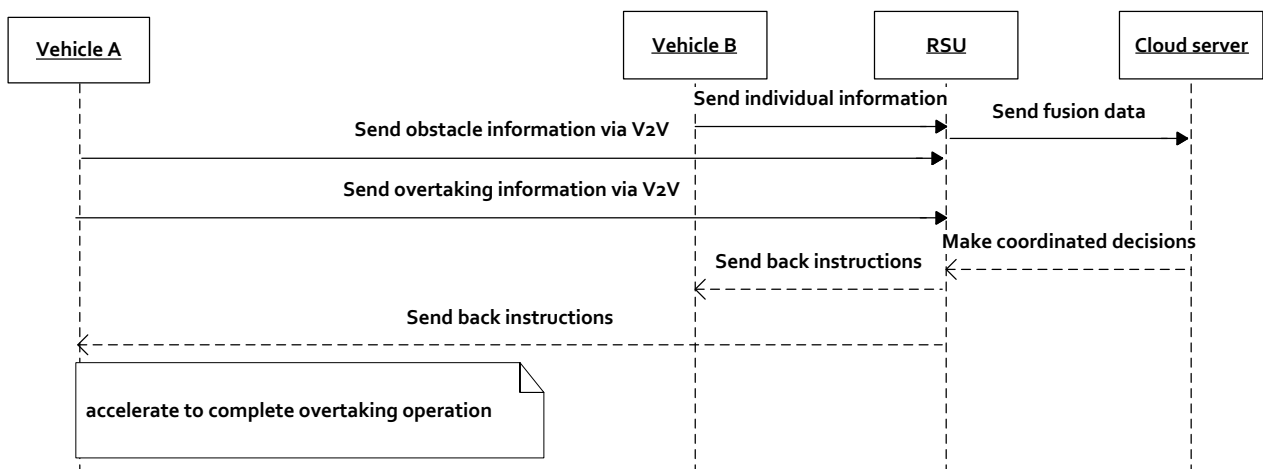 Vehicle A
Vehicle B
RSU
Cloud server
Send individual information
Send fusion data
Send obstacle information via V2V
Send overtaking information via V2V
Make coordinated decisions
Send back instructions
Send back instructions
accelerate to complete overtaking operation